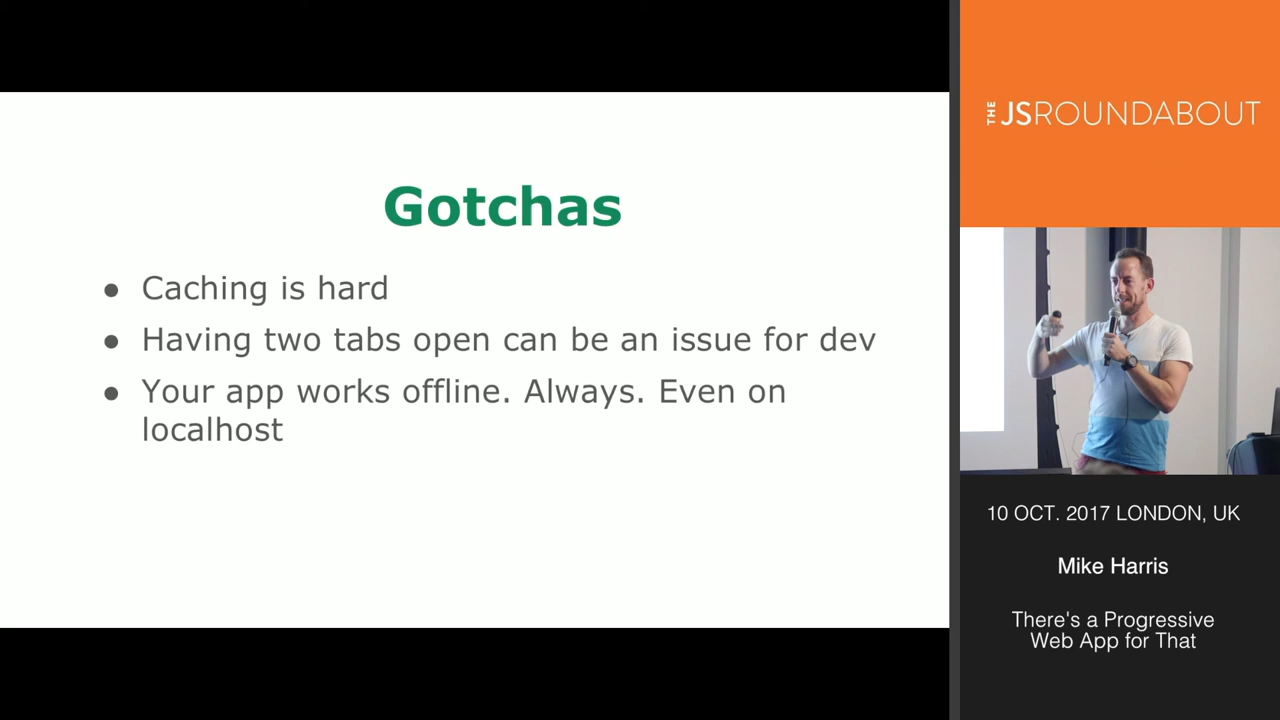 Gotchas
● Caching is hard
● Having two tabs open can be an issue for dev
● Your app works offline. Always. Even on
localhost
THE JSROUNDABOUT
10 OCT. 2017 LONDON, UK
Mike Harris
There's a Progressive
Web App for That